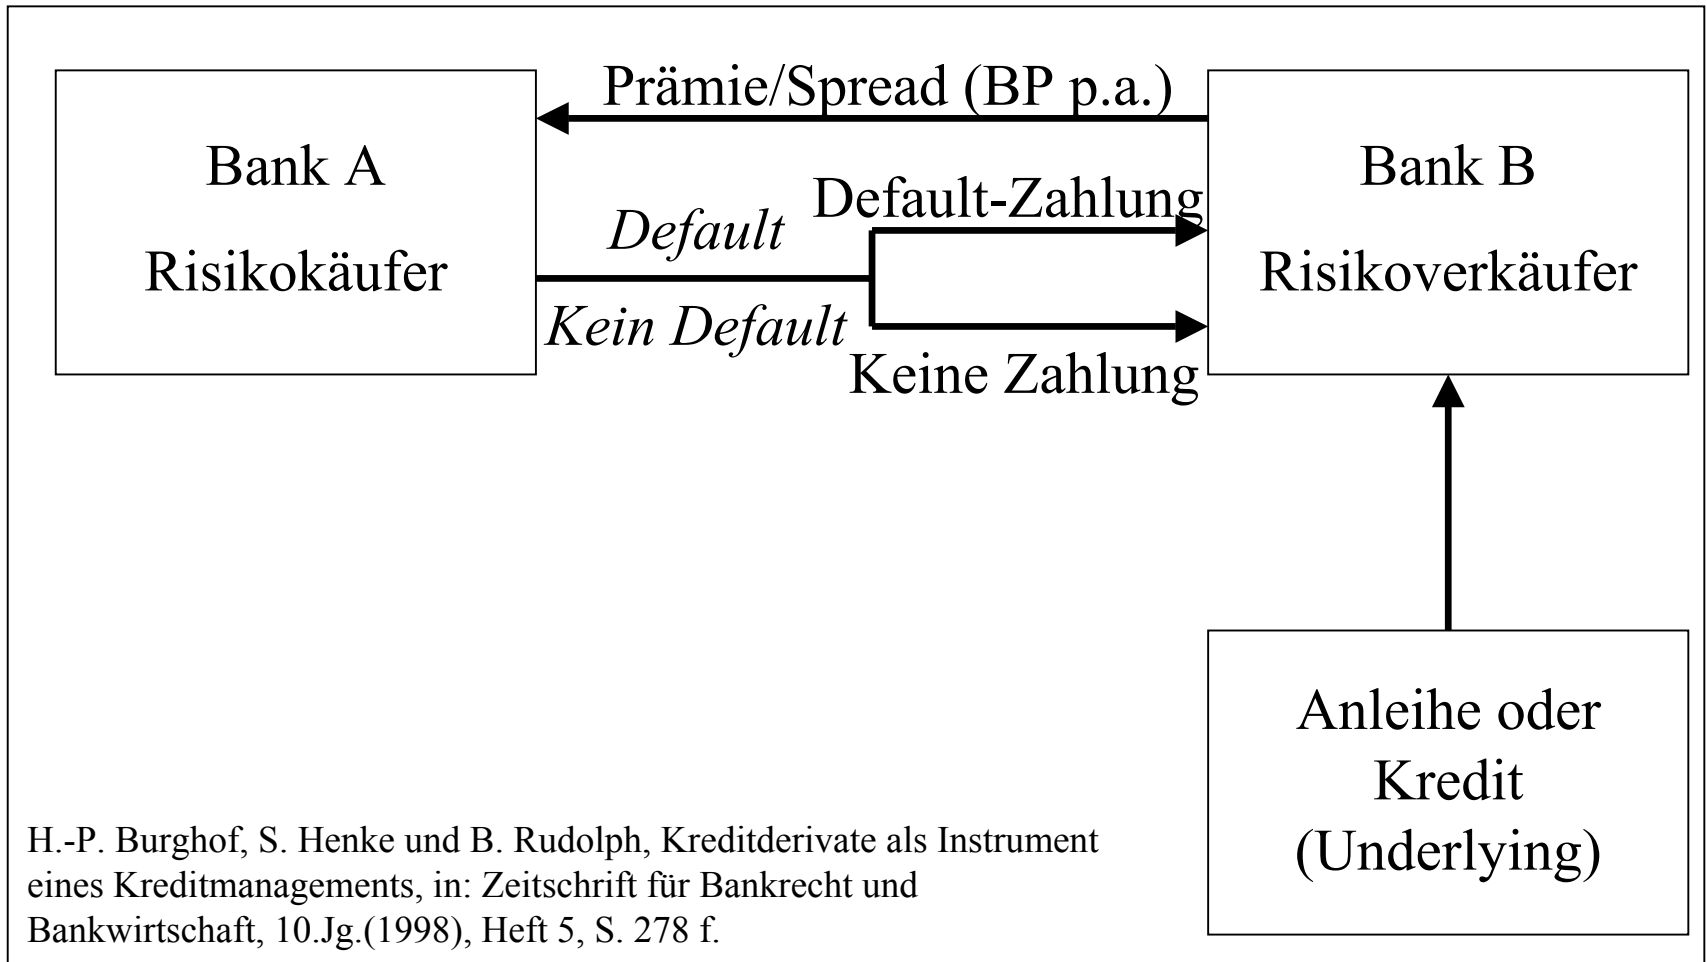 Prämie/Spread (BP p.a.)
Bank A
Risikokäufer
Default
Default-Zahlung
Kein Default
Keine Zahlung
Bank B
Risikoverkäufer
Anleihe oder
Kredit
(Underlying)
H.-P. Burghof, S. Henke und B. Rudolph, Kreditderivate als Instrument
eines Kreditmanagements, in: Zeitschrift für Bankrecht und
Bankwirtschaft, 10.Jg.(1998), Heft 5, S. 278 f.